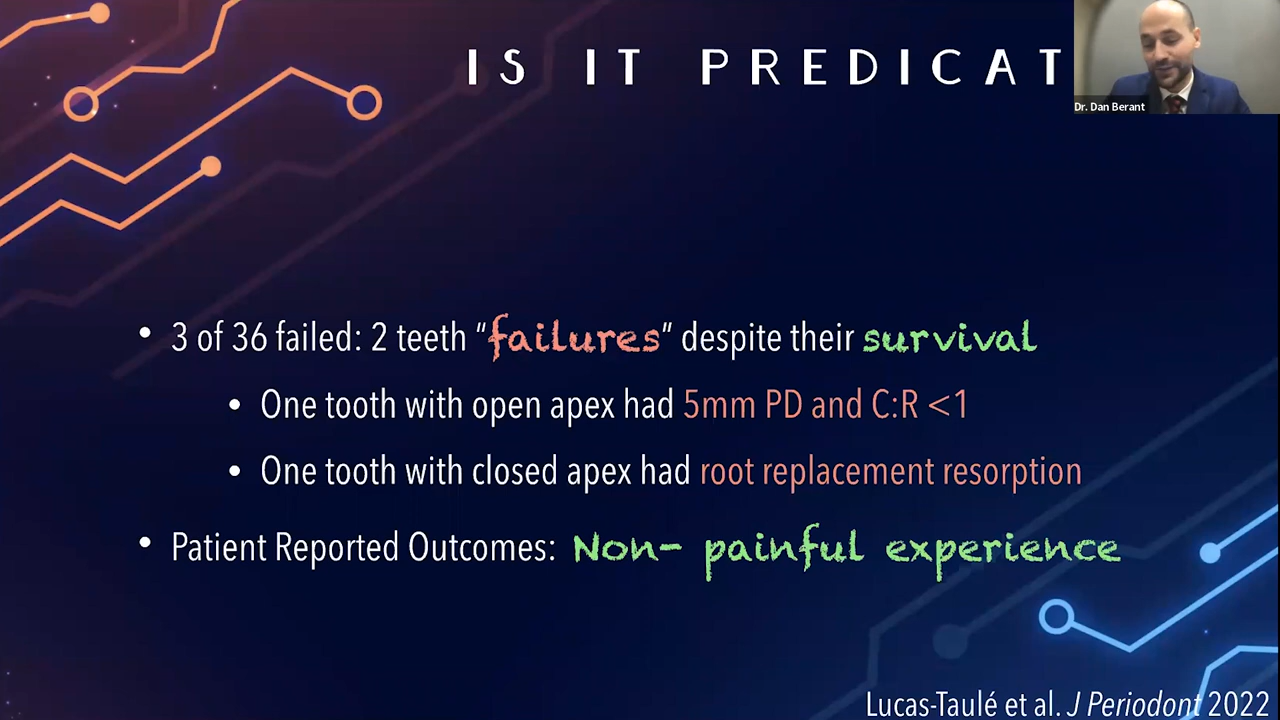 IS IT PREDICAT
Dr. Dan Berant
• 3 of 36 failed: 2 teeth "failures" despite their survival
• One tooth with open apex had 5mm PD and C:R <1
• One tooth with closed apex had root replacement resorption
• Patient Reported Outcomes: Non- painful experience
Lucas-Taulé et al. J Periodont 2022